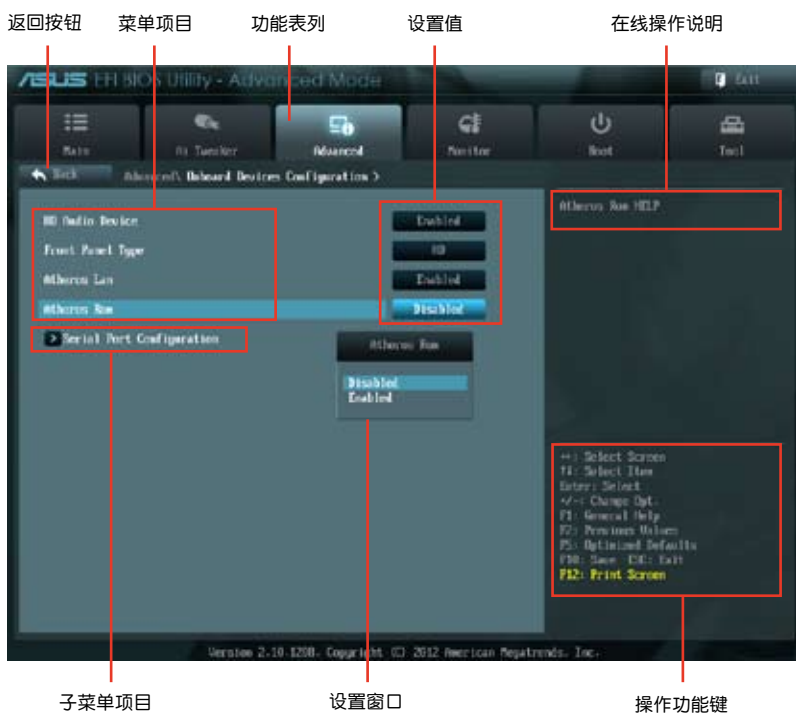 返回按钮 菜单项目 功能表列 设置值 在线操作说明
ASUS EFI BIOS Utility - Advanced Mode Exit
Main Ai Tweaker Advanced Monitor Boot Tool
Back Advanced\ Onboard Devices Configuration >
HD Audio Device Enabled
Front Panel Type HD
Atheros Lan Enabled
Atheros Rom Disabled
> Serial Port Configuration
Atheros Rom
Disabled
Enabled
Atheros Rom HELP
↔: Select Screen
↑↓: Select Item
Enter: Select
+/-: Change Opt.
F1: General Help
F2: Previous Values
F5: Optimized Defaults
F10: Save ESC: Exit
F12: Print Screen
Version 2.10.1208. Copyright (C) 2012 American Megatrends, Inc.
子菜单项目 设置窗口 操作功能键